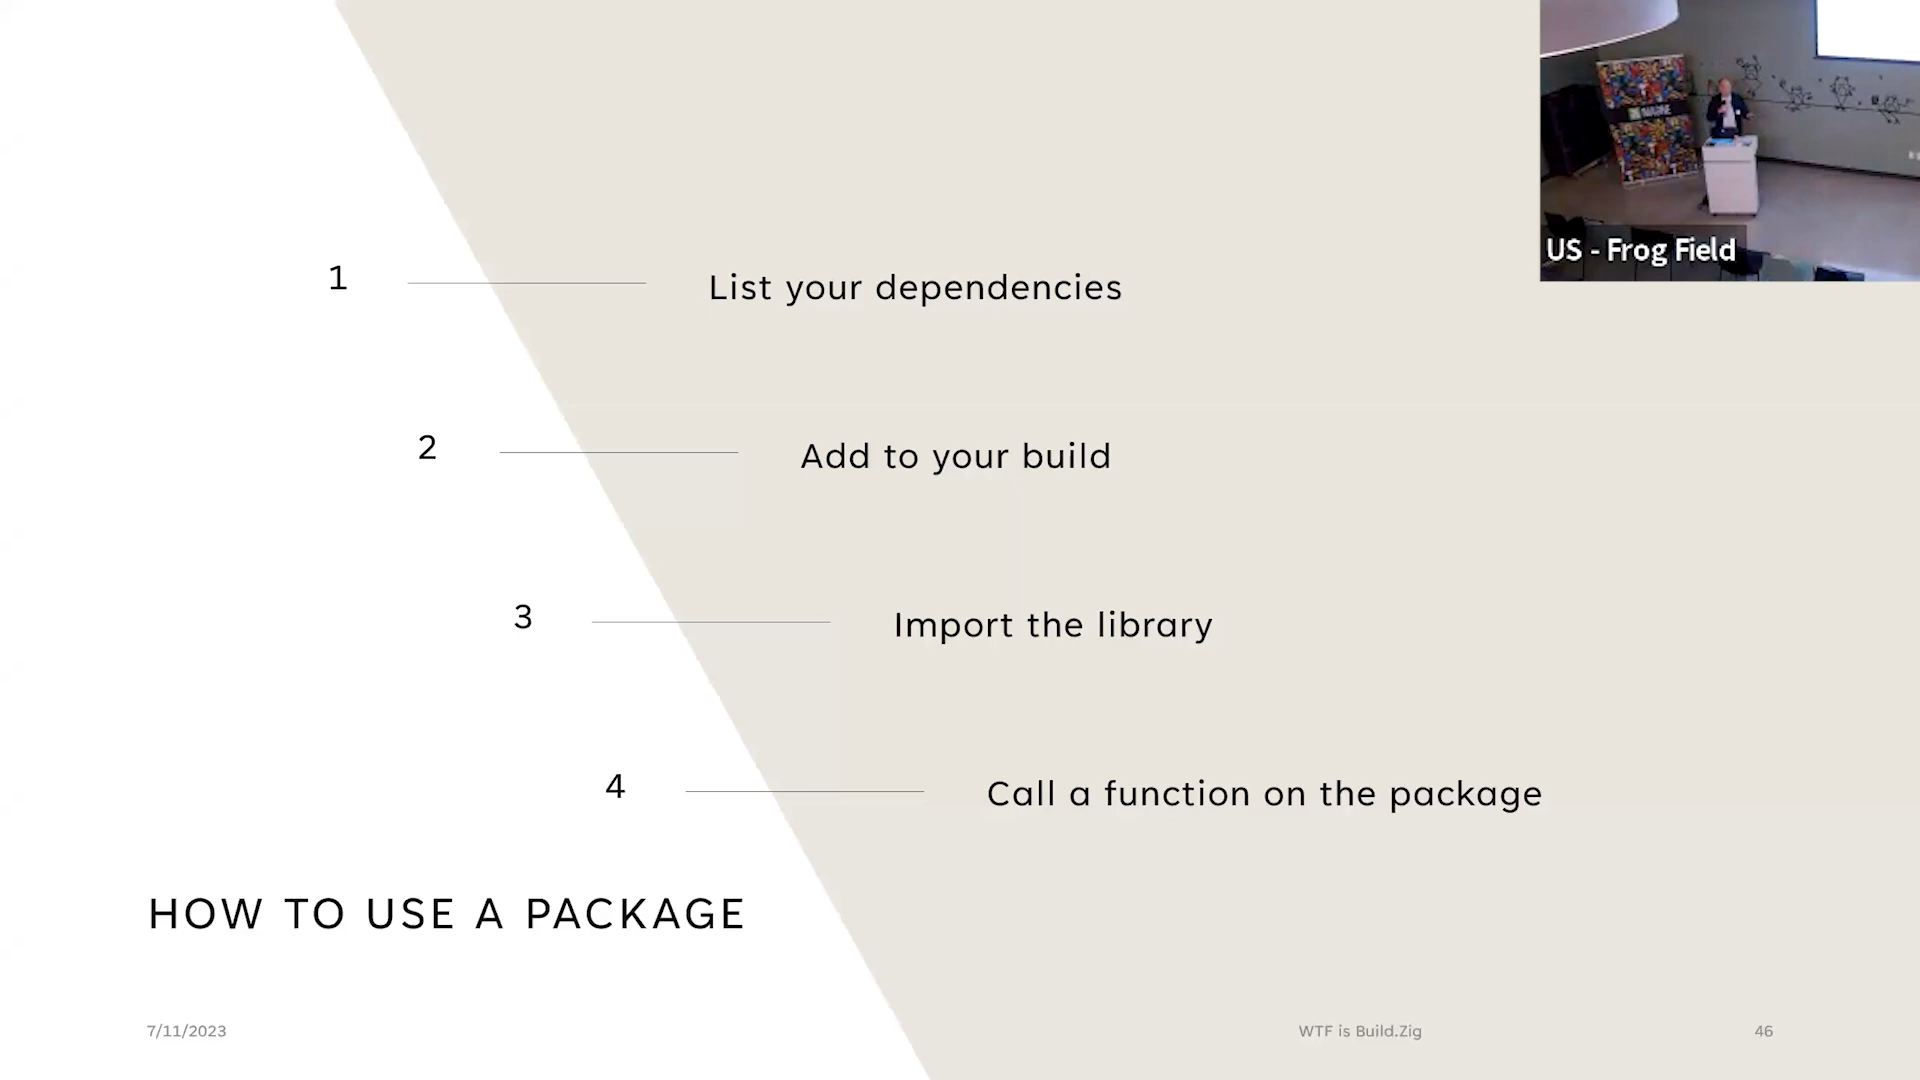 1
List your dependencies
2
Add to your build
3
Import the library
4
Call a function on the package
HOW TO USE A PACKAGE
7/11/2023
WTF is Build.Zig
46
US - Frog Field